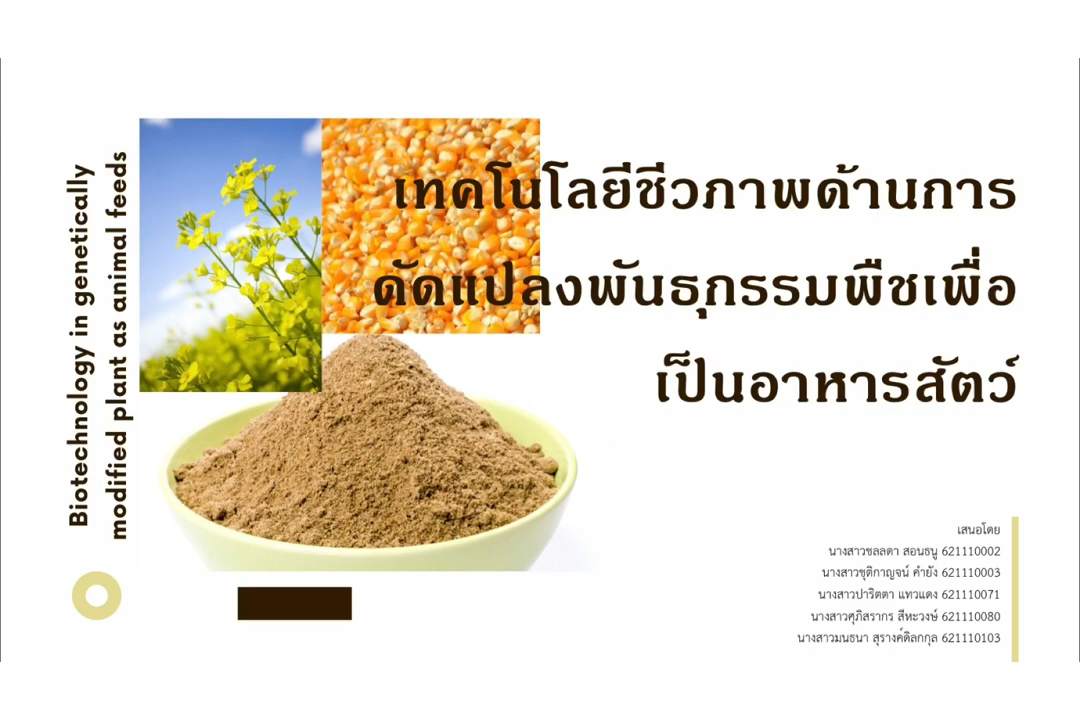 Biotechnology in genetically
modified plant as animal feeds
เทคโนโลยีชีวภาพด้านการ
ดัดแปลงพันธุกรรมพืชเพื่อ
เป็นอาหารสัตว์
เสนอโดย
นางสาวชลลดา สอนธนู 621110002
นางสาวชุติกาญจน์ คำยัง 621110003
นางสาวปาริตตา แทวแดง 621110071
นางสาวศุภิสรากร สีหะวงษ์ 621110080
นางสาวมนธนา สุรางค์ดิลกกุล 621110103